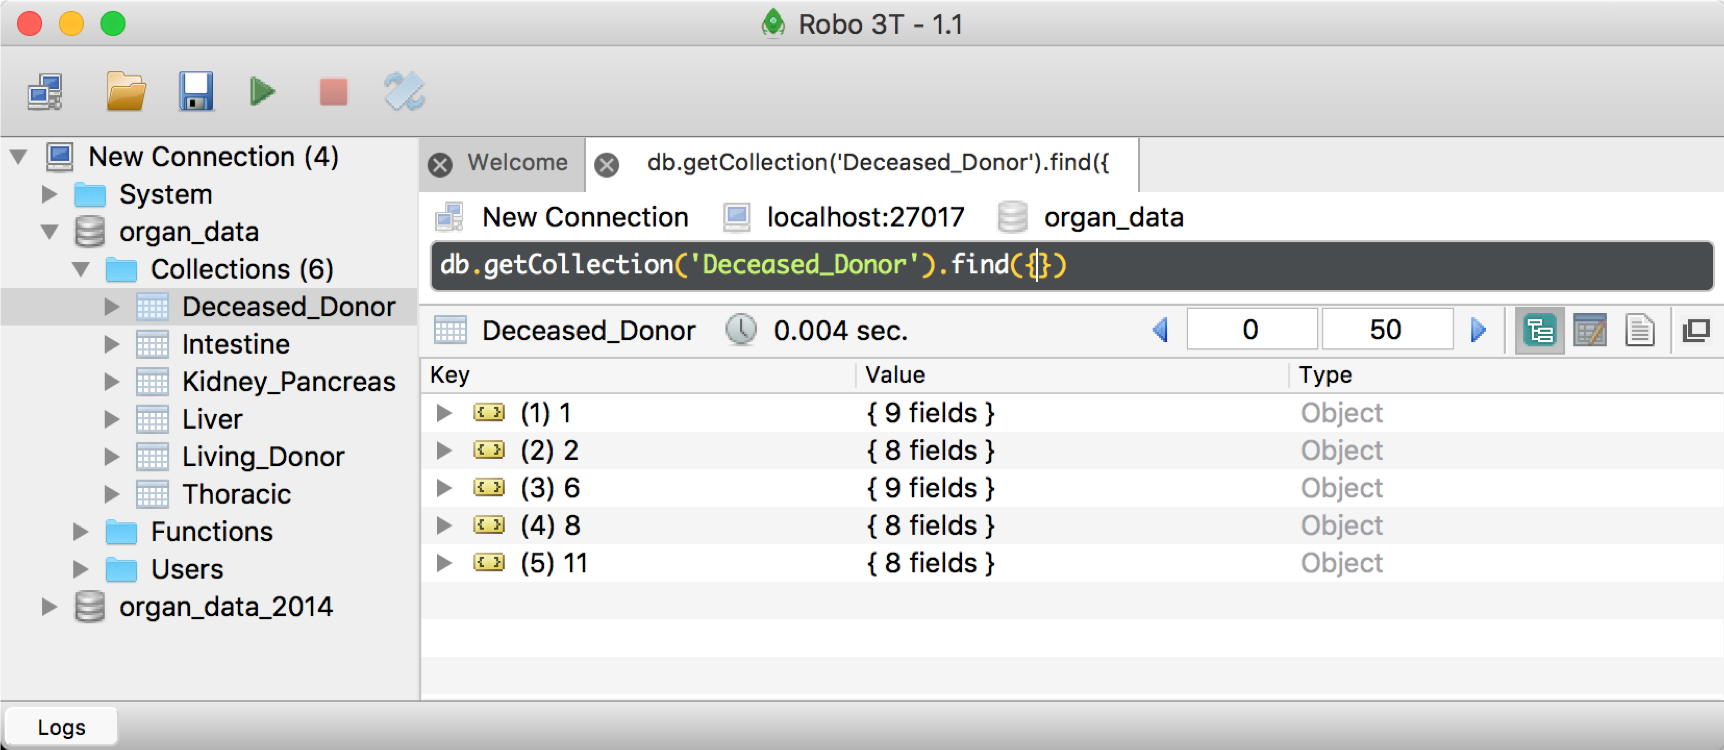 Robo 3T - 1.1
New Connection (4)
System
organ_data
Collections (6)
Deceased_Donor
Intestine
Kidney_Pancreas
Liver
Living_Donor
Thoracic
Functions
Users
organ_data_2014
Welcome
db.getCollection('Deceased_Donor').find({
New Connection localhost:27017 organ_data
db.getCollection('Deceased_Donor').find({})
Deceased_Donor 0.004 sec. 0 50
Key Value Type
(1) 1 { 9 fields } Object
(2) 2 { 8 fields } Object
(3) 6 { 9 fields } Object
(4) 8 { 8 fields } Object
(5) 11 { 8 fields } Object
Logs